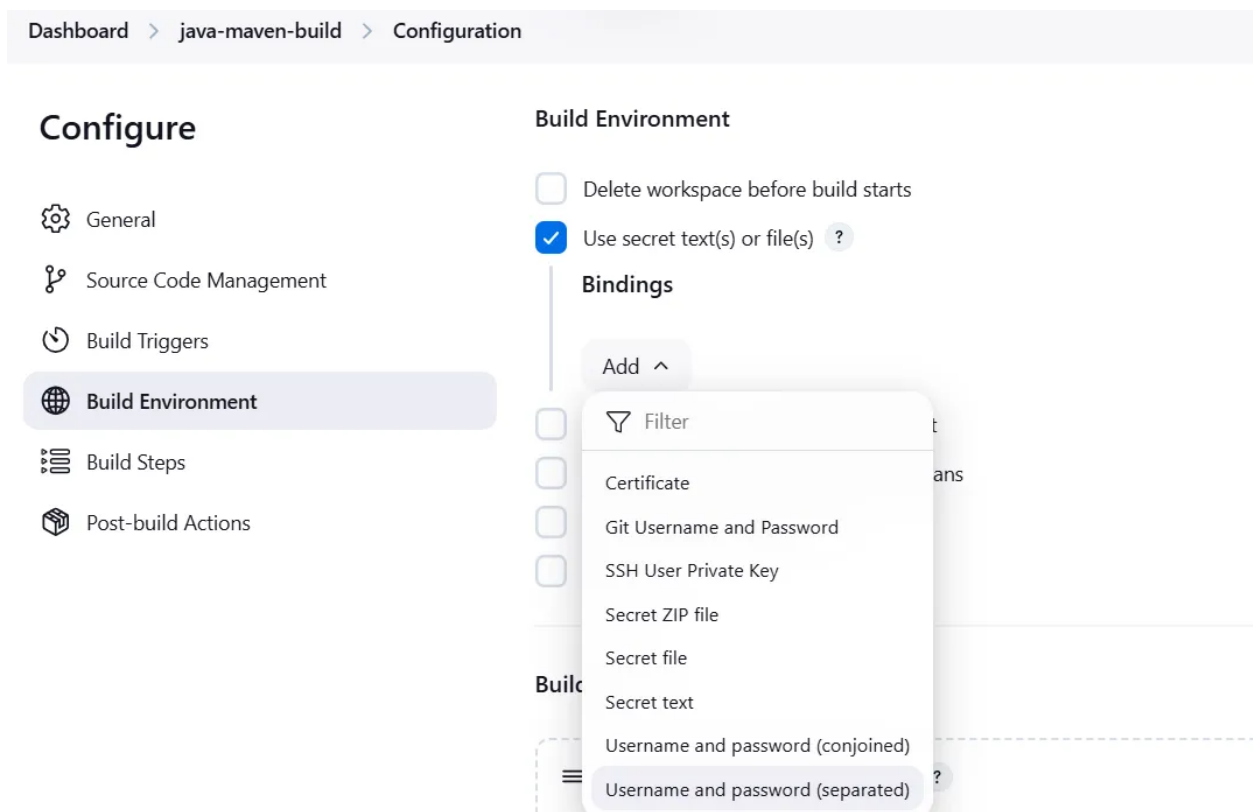 Dashboard > java-maven-build > Configuration
Configure
General
Source Code Management
Build Triggers
Build Environment
Build Steps
Post-build Actions
Build Environment
Delete workspace before build starts
Use secret text(s) or file(s) ?
Bindings
Add
Filter
Certificate
Git Username and Password
SSH User Private Key
Secret ZIP file
Secret file
Secret text
Username and password (conjoined)
Username and password (separated)
?